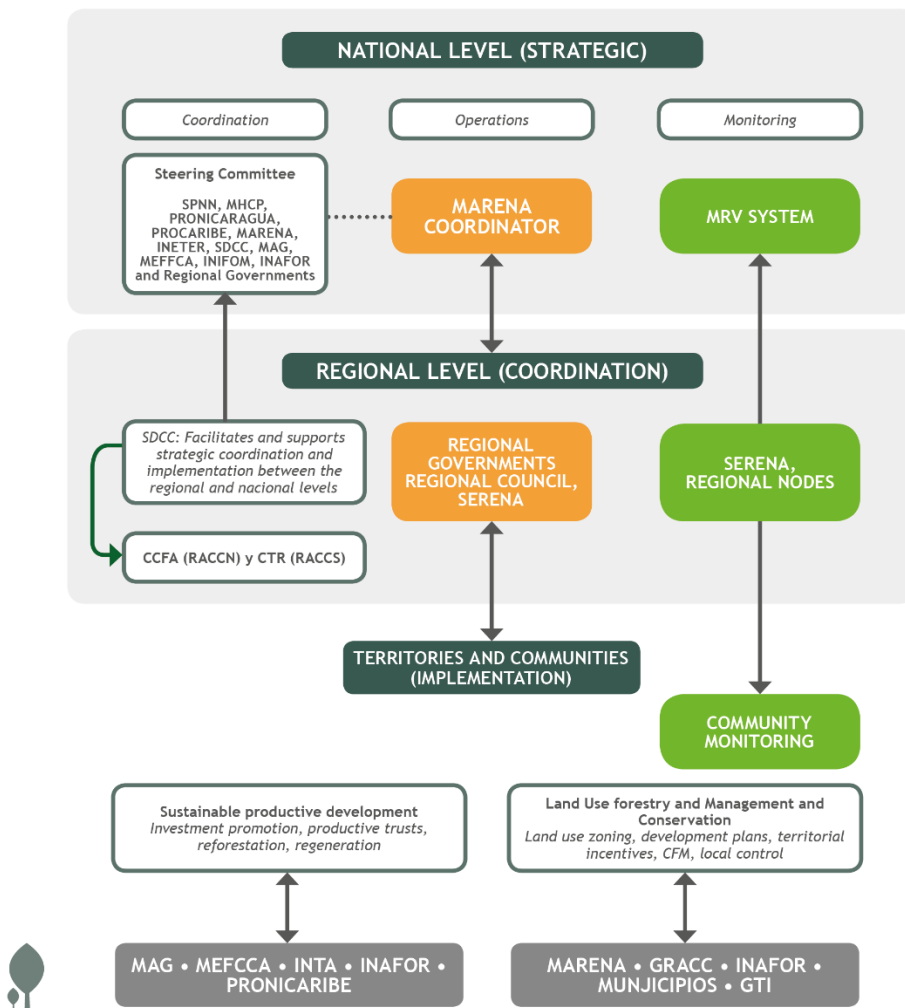 NATIONAL LEVEL (STRATEGIC)
Coordination
Operations
Monitoring
Steering Committee
SPNN, MHCP,
PRONICARAGUA,
PROCARIBE, MARENA,
INETER, SDCC, MAG,
MEFFCA, INIFOM, INAFOR
and Regional Governments
MARENA
COORDINATOR
MRV SYSTEM
REGIONAL LEVEL (COORDINATION)
SDCC: Facilitates and supports
strategic coordination and
implementation between the
regional and nacional levels
CCFA (RACCN) y CTR (RACCS)
REGIONAL
GOVERNMENTS
REGIONAL COUNCIL,
SERENA
SERENA,
REGIONAL NODES
TERRITORIES AND COMMUNITIES
(IMPLEMENTATION)
COMMUNITY
MONITORING
Sustainable productive development
Investment promotion, productive trusts,
reforestation, regeneration
Land Use forestry and Management and
Conservation
Land use zoning, development plans, territorial
incentives, CFM, local control
MAG • MEFCCA • INTA • INAFOR •
PRONICARIBE
MARENA • GRACC • INAFOR •
MUNJICIPIOS • GTI